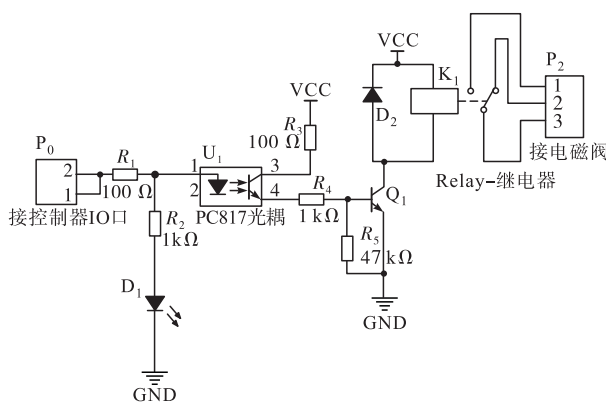 VCC
K₁
P₂
1
2
3
D₂
接电磁阀
Relay-继电器
VCC
R₃
100 Ω
P₀
2
1
接控制器IO口
R₁
100 Ω
U₁
1
2
3
4
PC817光耦
R₂
1kΩ
R₄
1 kΩ
Q₁
R₅
47 kΩ
D₁
GND
GND